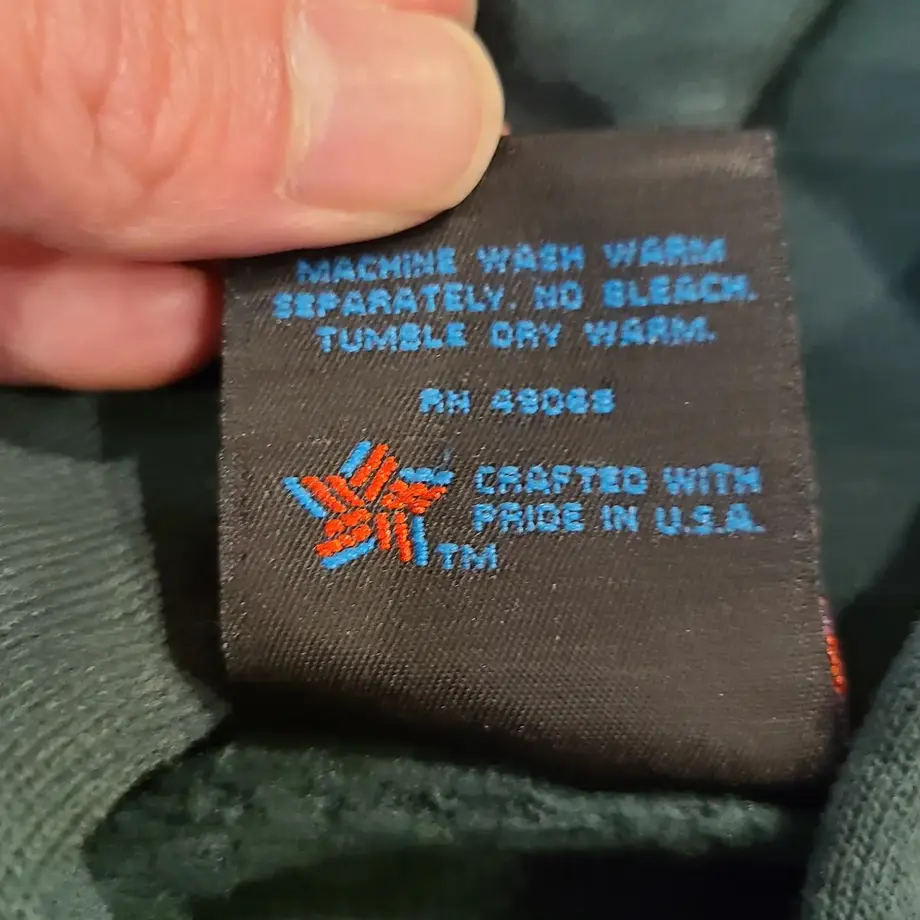 MACHINE WASH WARM
SEPARATELY. NO BLEACH.
TUMBLE DRY WARM.
RN 49068
CRAFTED WITH
PRIDE IN U.S.A.
TM